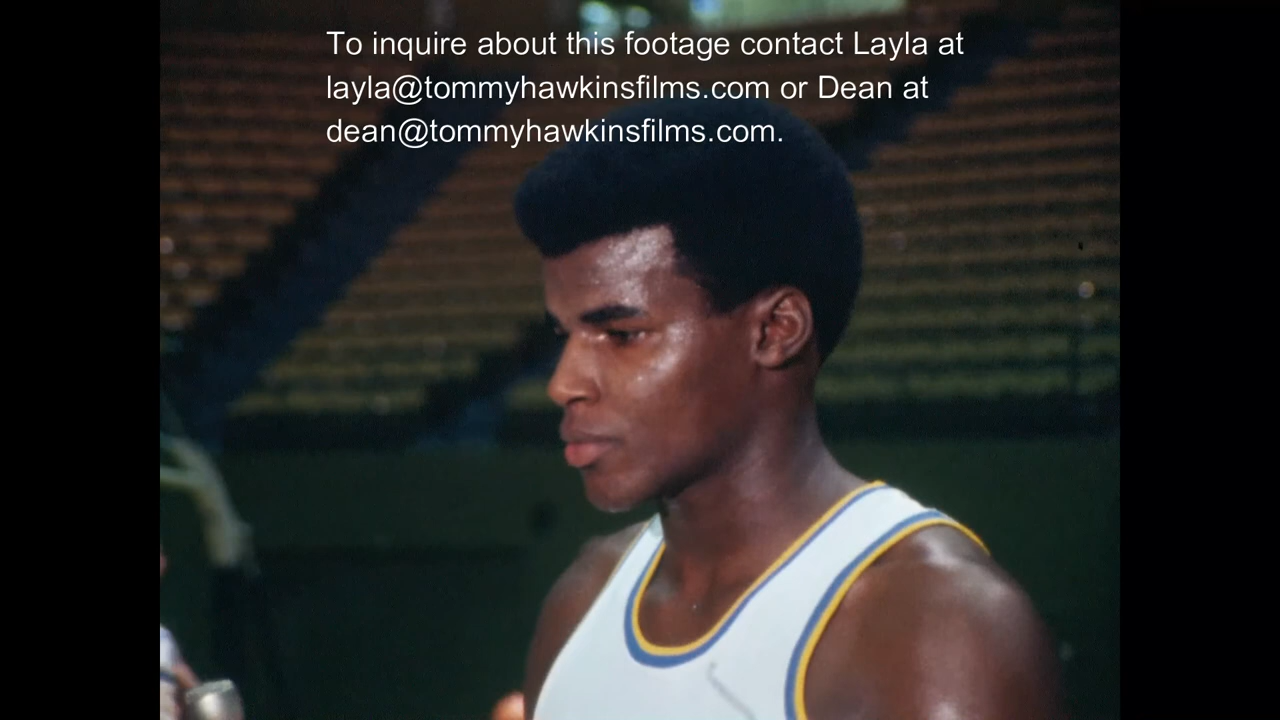 To inquire about this footage contact Layla at
layla@tommyhawkinsfilms.com or Dean at
dean@tommyhawkinsfilms.com.